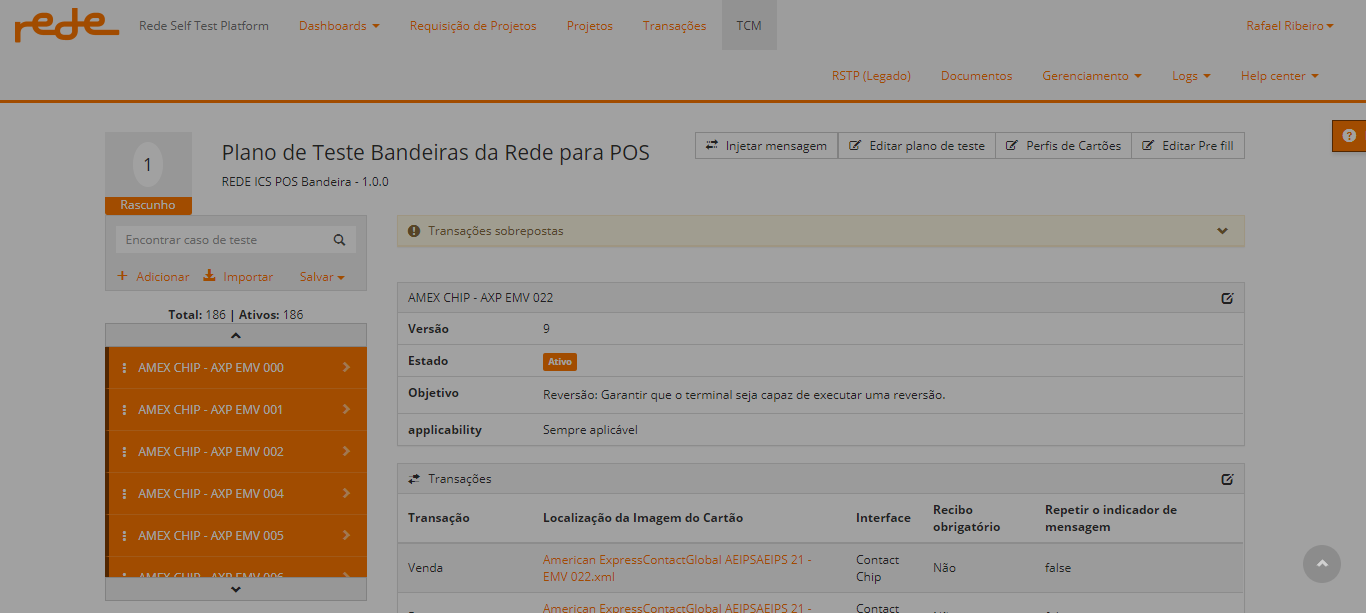 rede Rede Self Test Platform Dashboards Requisição de Projetos Projetos Transações TCM Rafael Ribeiro
RSTP (Legado) Documentos Gerenciamento Logs Help center
1
Rascunho
Plano de Teste Bandeiras da Rede para POS
REDE ICS POS Bandeira - 1.0.0
Injetar mensagem Editar plano de teste Perfis de Cartões Editar Pre fill
Encontrar caso de teste
+ Adicionar Importar Salvar
Total: 186 | Ativos: 186
AMEX CHIP - AXP EMV 000
AMEX CHIP - AXP EMV 001
AMEX CHIP - AXP EMV 002
AMEX CHIP - AXP EMV 004
AMEX CHIP - AXP EMV 005
AMEX CHIP - AXP EMV 006
Transações sobrepostas
AMEX CHIP - AXP EMV 022
Versão 9
Estado Ativo
Objetivo Reversão: Garantir que o terminal seja capaz de executar uma reversão.
applicability Sempre aplicável
Transações
Transação Localização da Imagem do Cartão Interface Recibo obrigatório Repetir o indicador de mensagem
Venda American ExpressContactGlobal AEIPSAEIPS 21 - EMV 022.xml Contact Chip Não false
American ExpressContactGlobal AEIPSAEIPS 21 - Contact